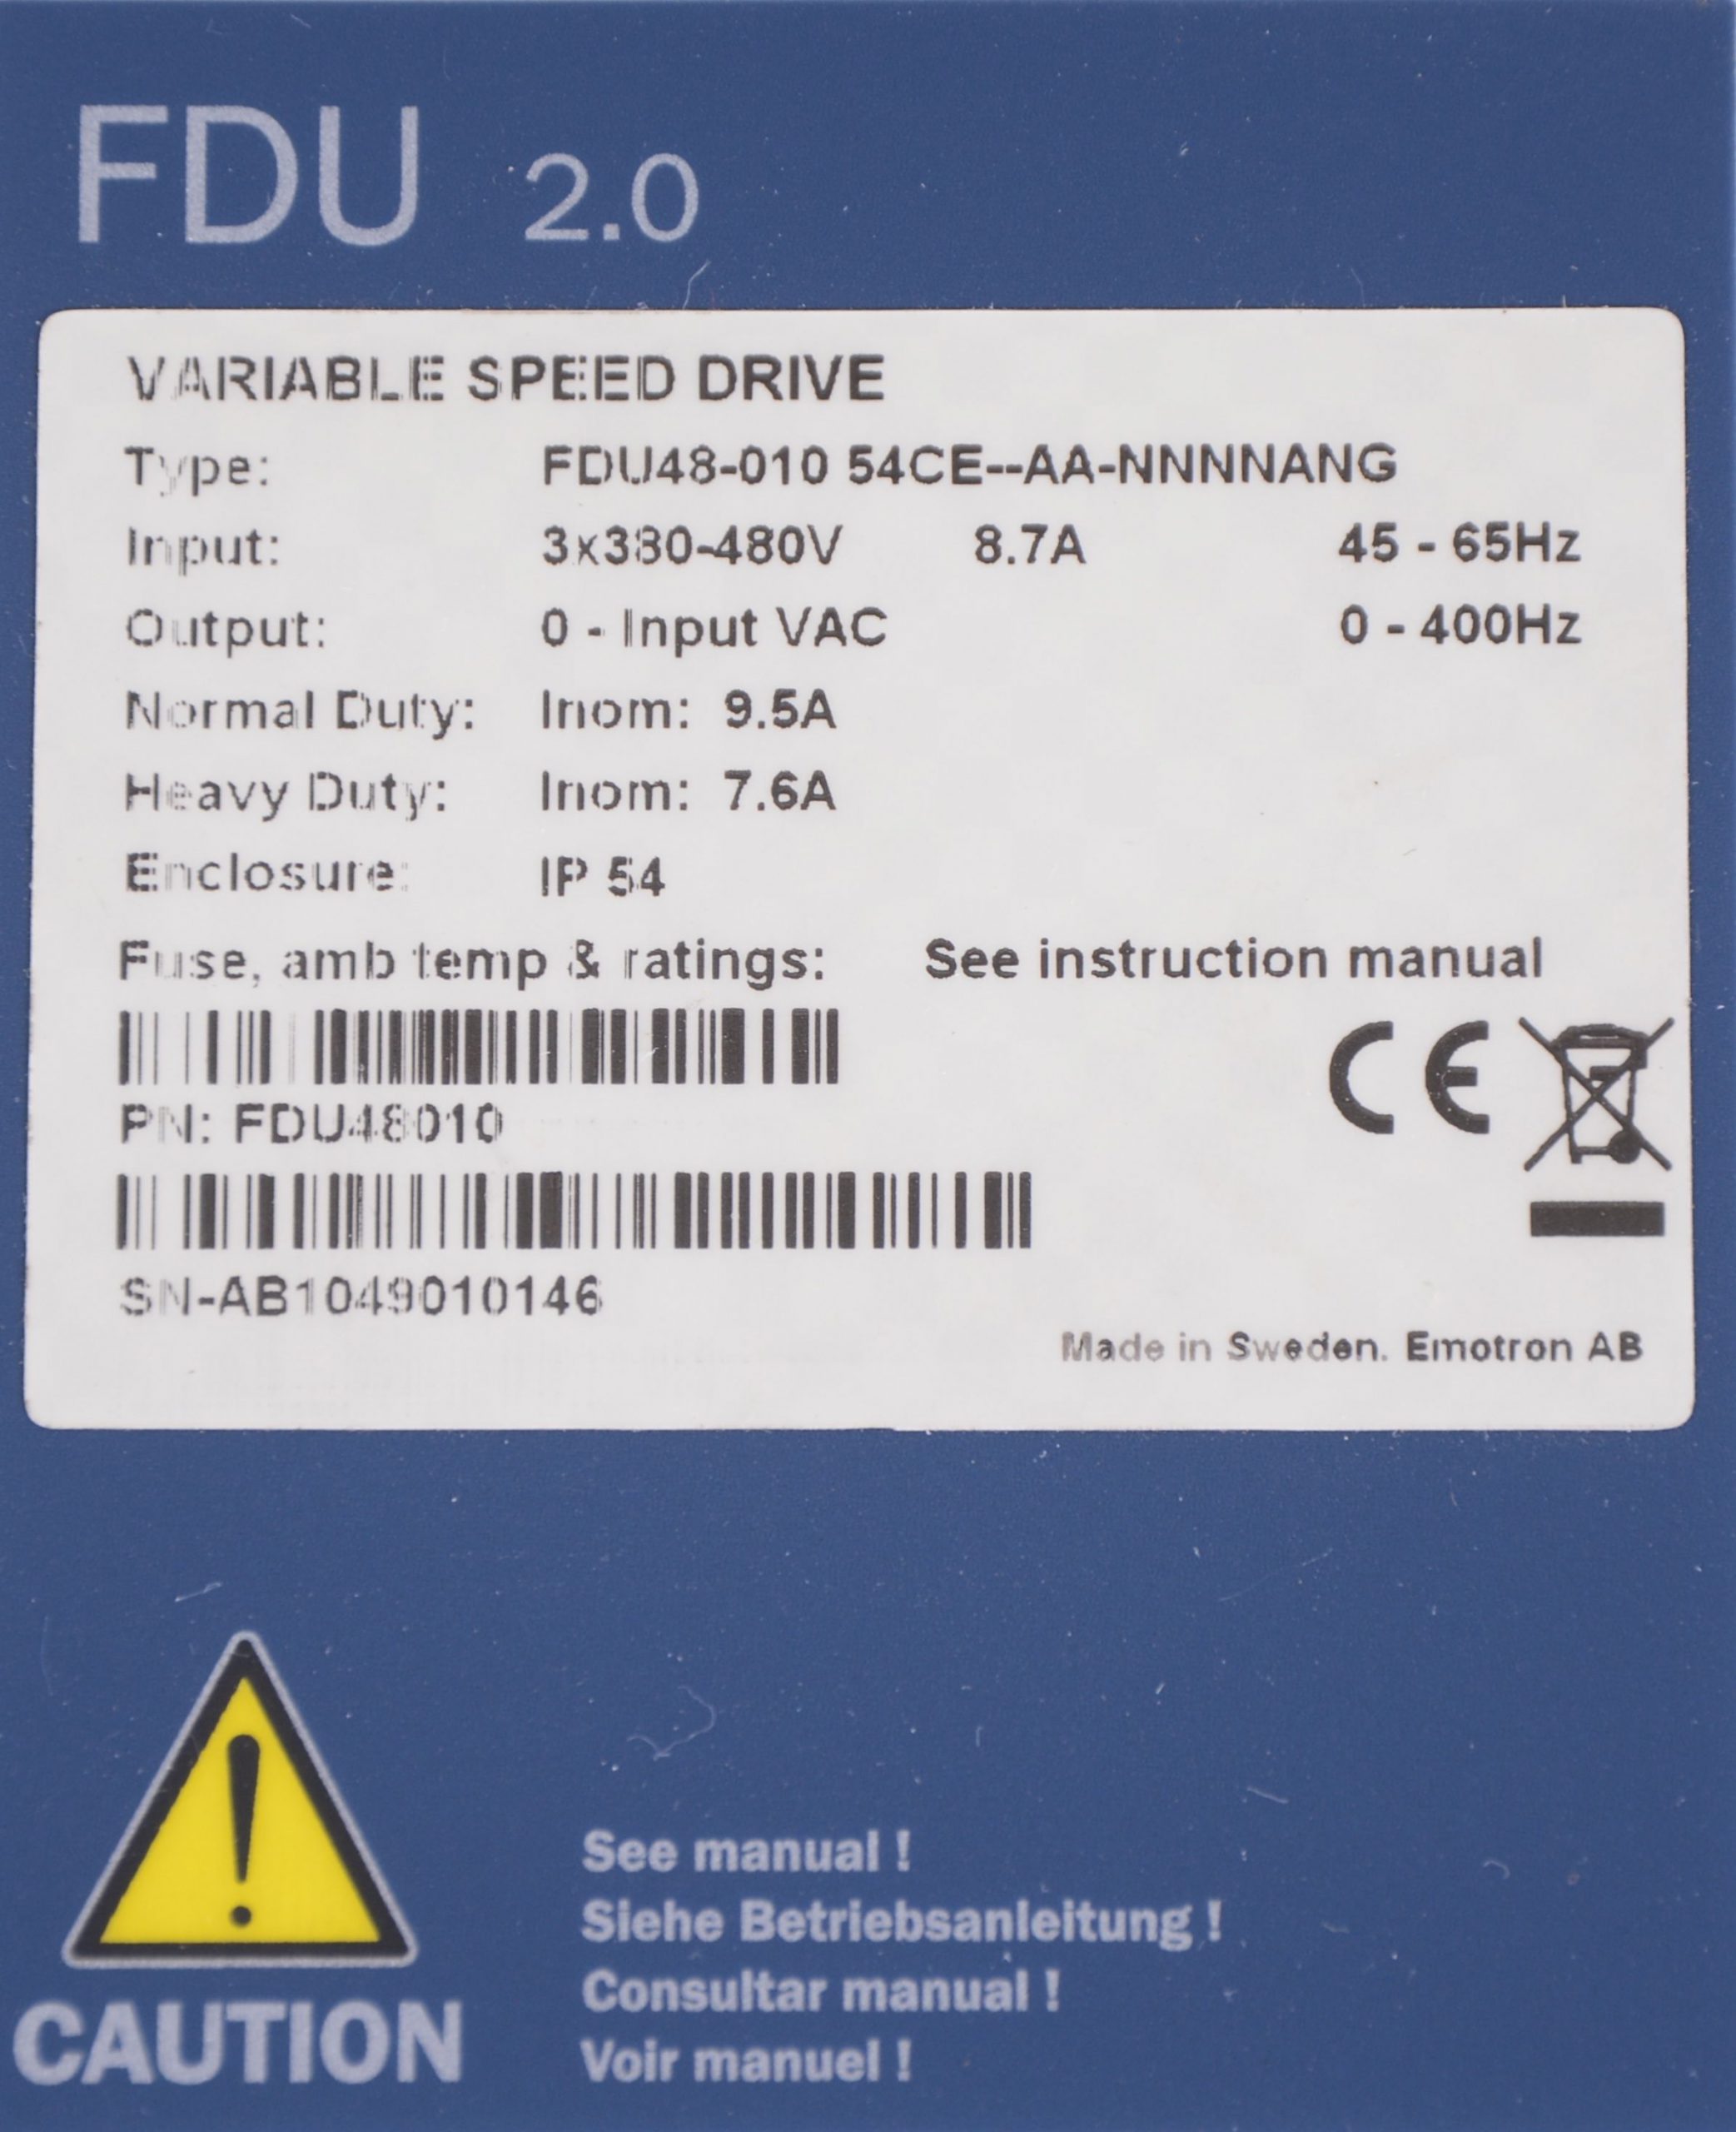 FDU 2.0
VARIABLE SPEED DRIVE
Type: FDU48-010 54CE--AA-NNNNANG
Input: 3x380-480V 8.7A 45 - 65Hz
Output: 0 - Input VAC 0 - 400Hz
Normal Duty: Inom: 9.5A
Heavy Duty: Inom: 7.6A
Enclosure: IP 54
Fuse, amb temp & ratings: See instruction manual
CE
PN: FDU48010
SN-AB1049010146
Made in Sweden. Emotron AB
See manual !
Siehe Betriebsanleitung !
Consultar manual !
Voir manuel !
CAUTION